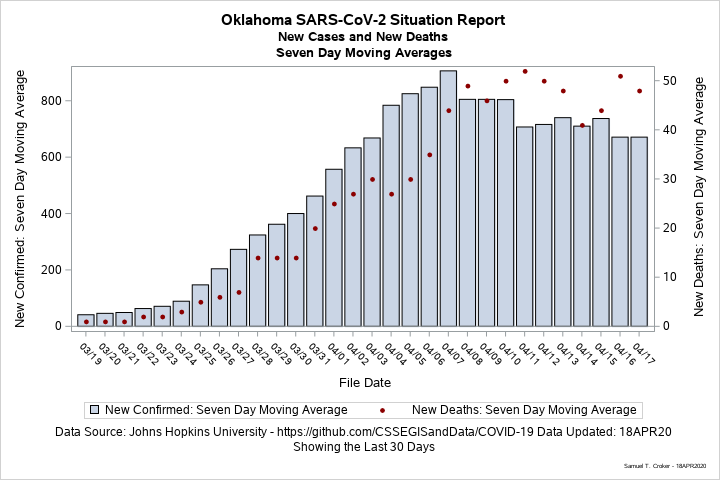 Oklahoma SARS-CoV-2 Situation Report
New Cases and New Deaths
Seven Day Moving Averages
New Confirmed: Seven Day Moving Average
800
600
400
200
0
50
40
30
20
10
0
New Deaths: Seven Day Moving Average
03/19 03/20 03/21 03/22 03/23 03/24 03/25 03/26 03/27 03/28 03/29 03/30 03/31 04/01 04/02 04/03 04/04 04/05 04/06 04/07 04/08 04/09 04/10 04/11 04/12 04/13 04/14 04/15 04/16 04/17
File Date
New Confirmed: Seven Day Moving Average New Deaths: Seven Day Moving Average
Data Source: Johns Hopkins University - https://github.com/CSSEGISandData/COVID-19 Data Updated: 18APR20
Showing the Last 30 Days
Samuel T. Croker - 18APR2020